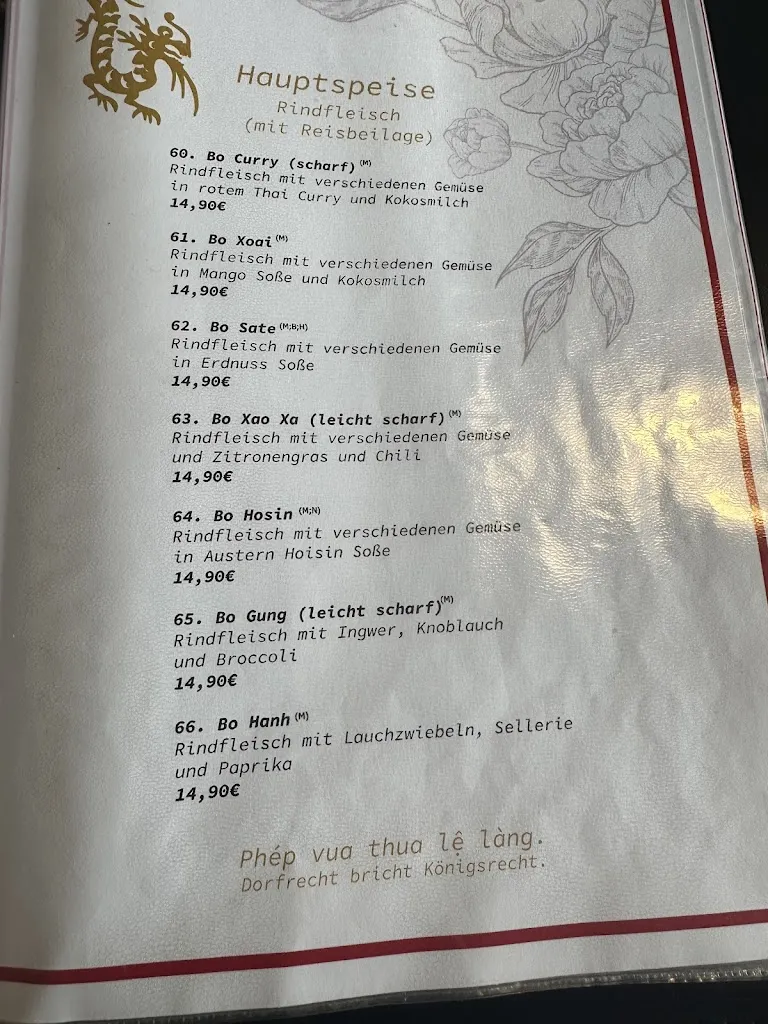 Hauptspeise
Rindfleisch
(mit Reisbeilage)
60. Bo Curry (scharf) (M)
Rindfleisch mit verschiedenen Gemüse
in rotem Thai Curry und Kokosmilch
14,90€
61. Bo Xoai (M)
Rindfleisch mit verschiedenen Gemüse
in Mango Soße und Kokosmilch
14,90€
62. Bo Sate (M;B;H)
Rindfleisch mit verschiedenen Gemüse
in Erdnuss Soße
14,90€
63. Bo Xao Xa (leicht scharf) (M)
Rindfleisch mit verschiedenen Gemüse
und Zitronengras und Chili
14,90€
64. Bo Hosin (M;N)
Rindfleisch mit verschiedenen Gemüse
in Austern Hoisin Soße
14,90€
65. Bo Gung (leicht scharf) (M)
Rindfleisch mit Ingwer, Knoblauch
und Broccoli
14,90€
66. Bo Hanh (M)
Rindfleisch mit Lauchzwiebeln, Sellerie
und Paprika
14,90€
Phép vua thua lệ làng.
Dorfrecht bricht Königsrecht.